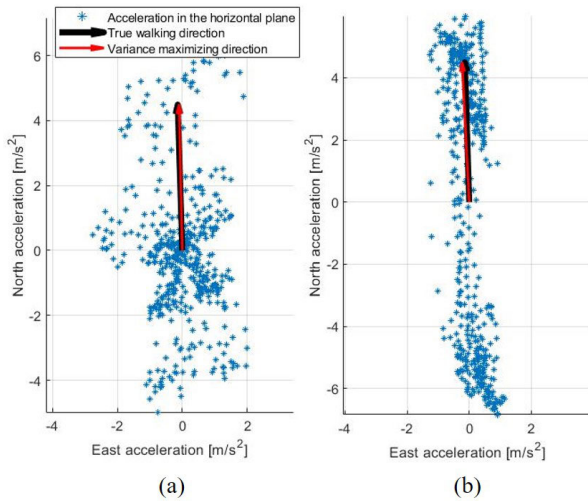 Acceleration in the horizontal plane
True walking direction
Variance maximizing direction
6
4
2
0
-2
-4
-4
-2
0
2
North acceleration [m/s²]
East acceleration [m/s²]
(a)
4
2
0
-2
-4
-6
-4
-2
0
2
North acceleration [m/s²]
East acceleration [m/s²]
(b)